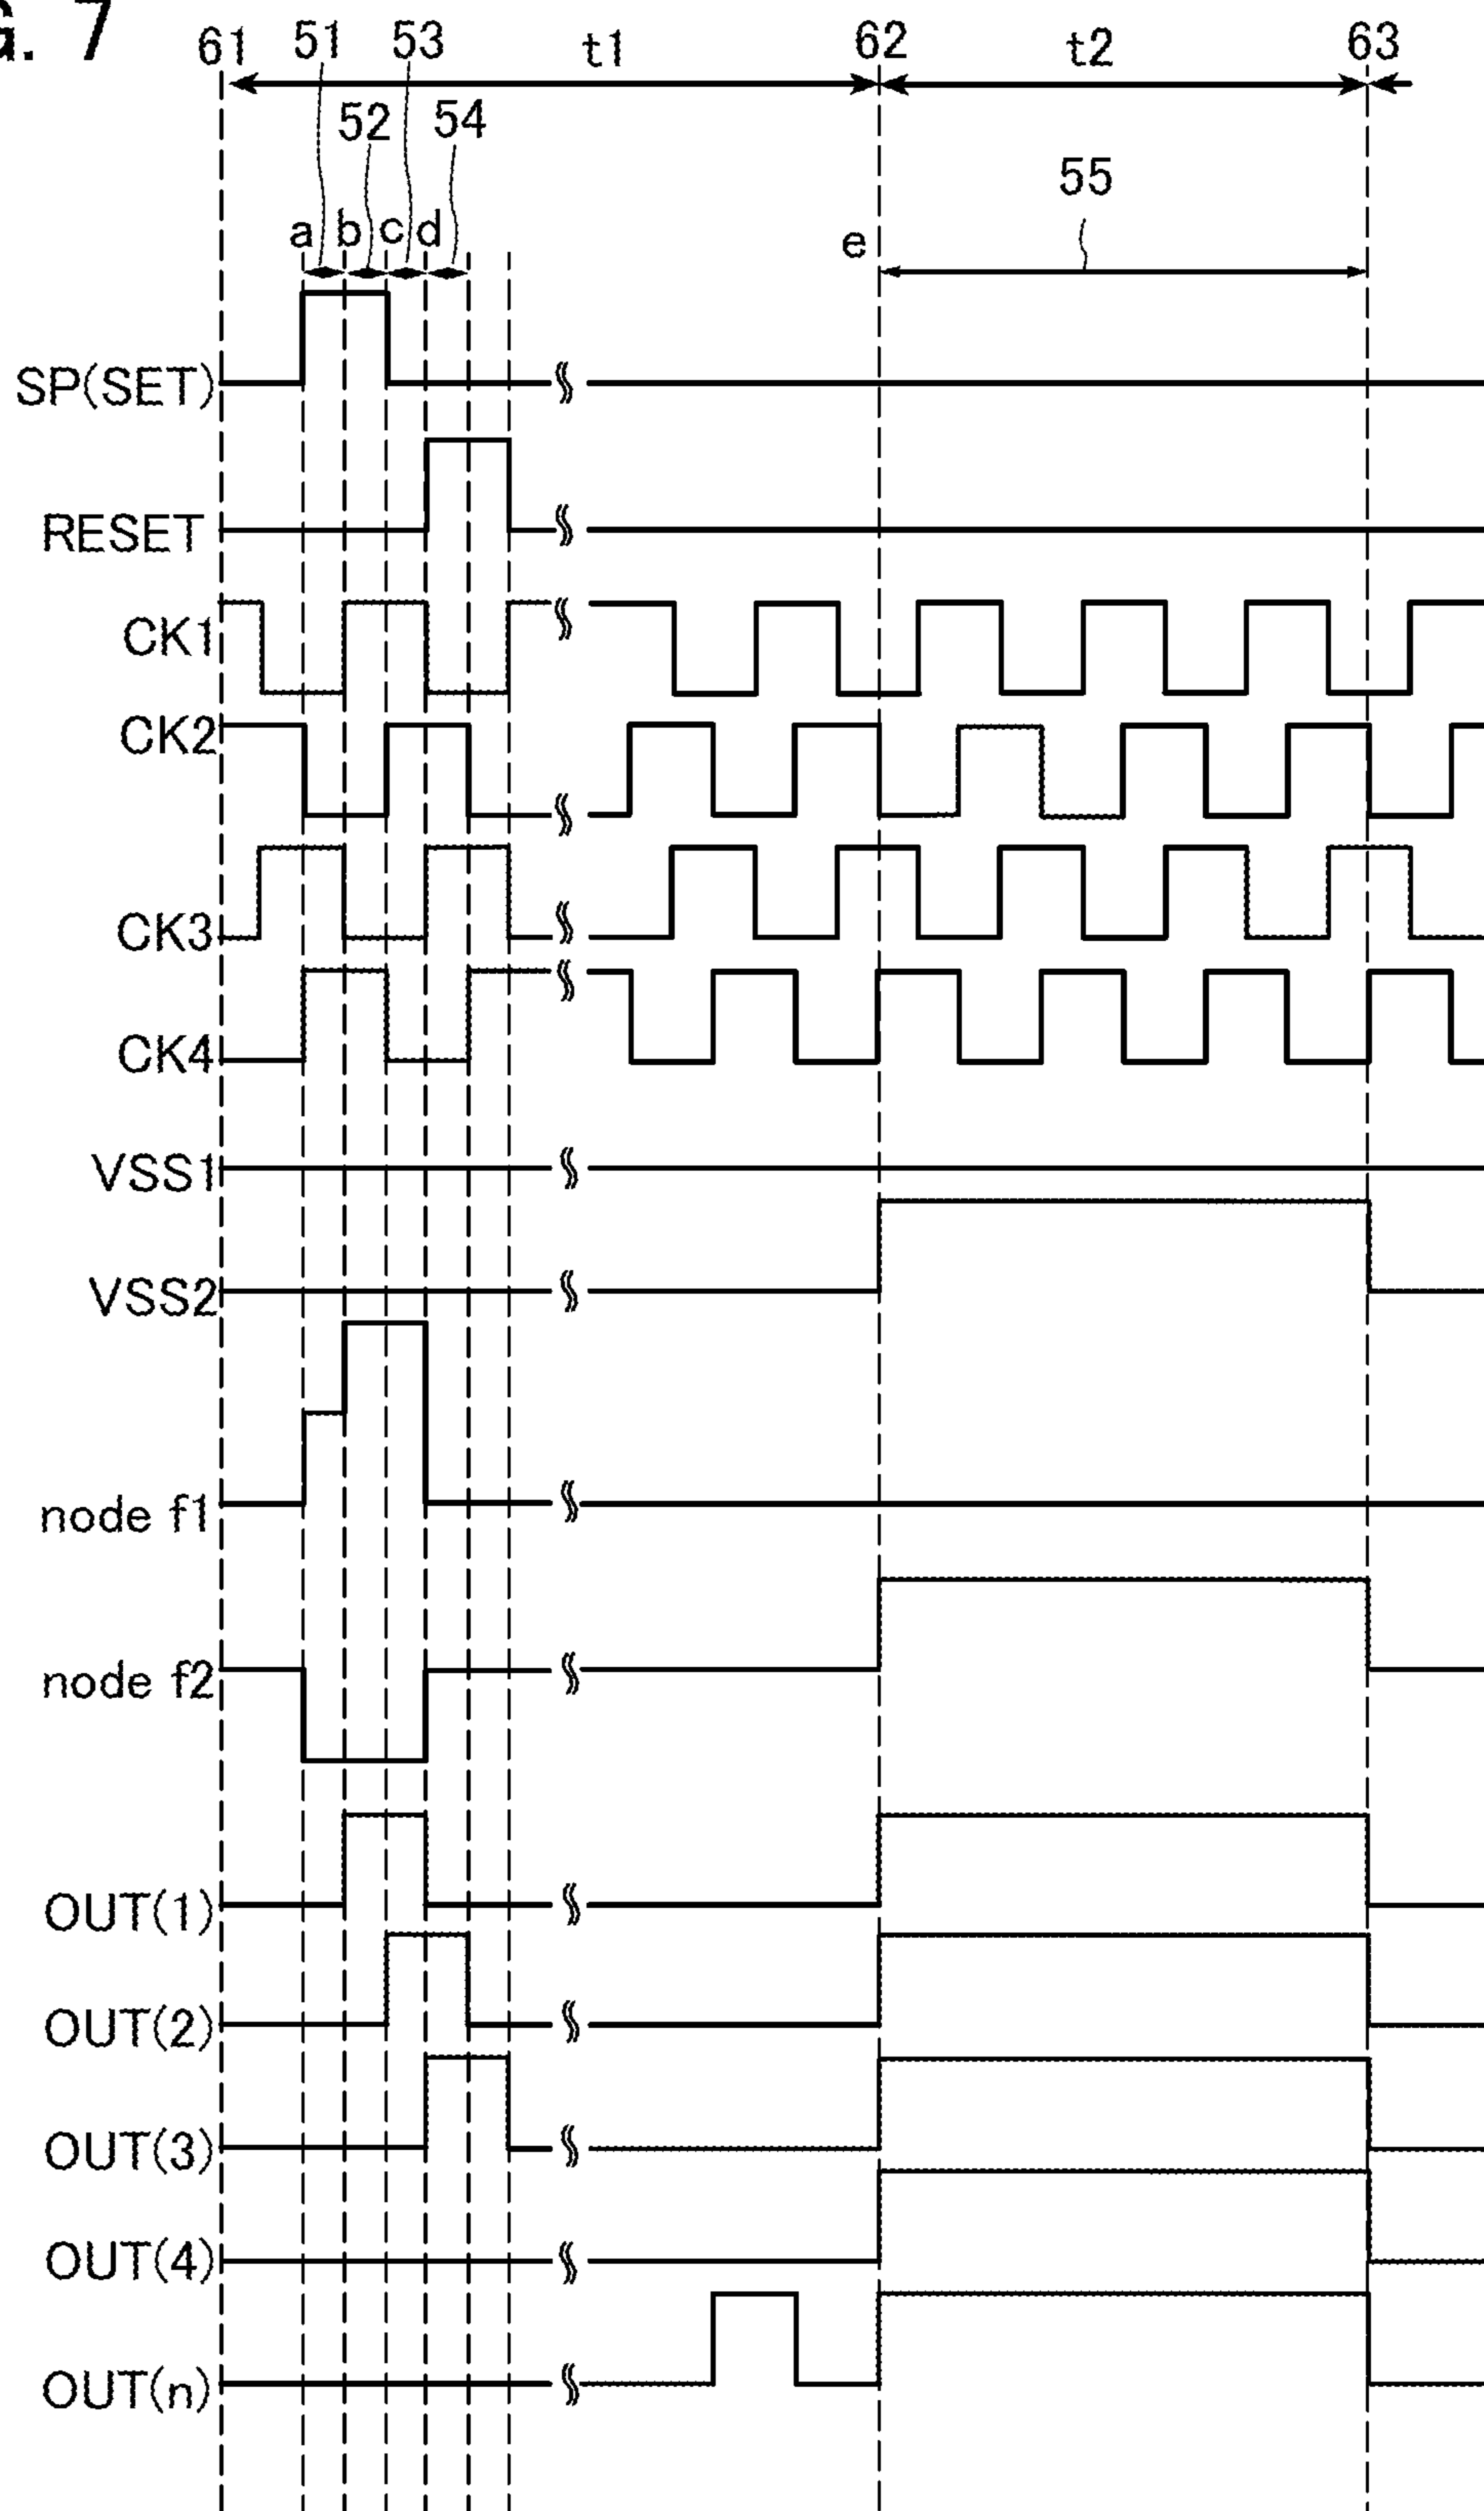 G. 7
61 51 53 t1 62 t2 63
52 54
55
a b c d e
SP(SET)
RESET
CK1
CK2
CK3
CK4
VSS1
VSS2
node f1
node f2
OUT(1)
OUT(2)
OUT(3)
OUT(4)
OUT(n)